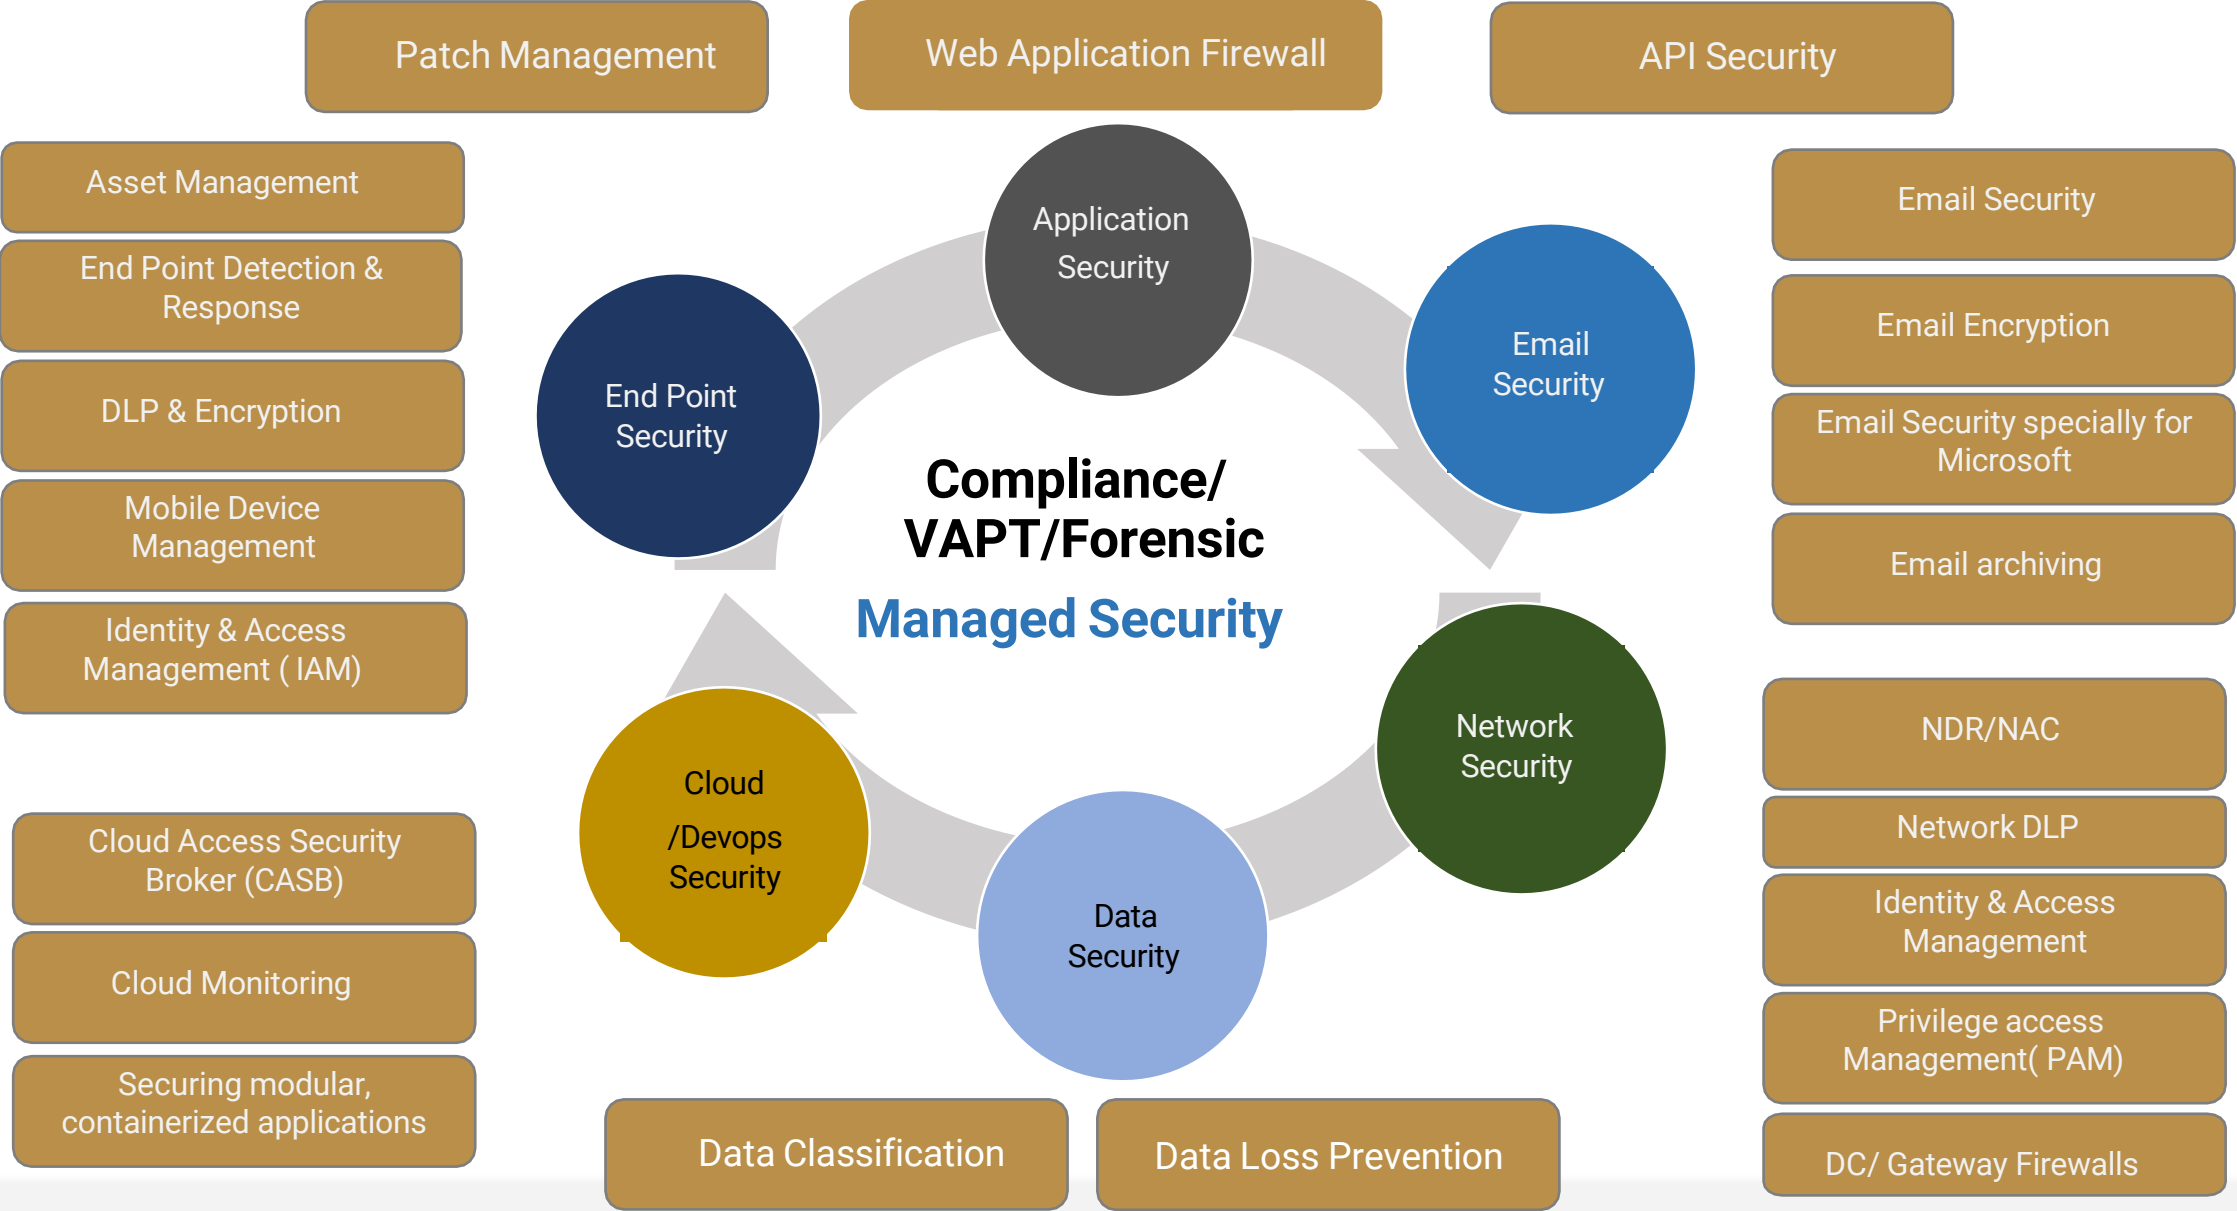 Patch Management
Web Application Firewall
API Security
Asset Management
End Point Detection &
Response
DLP & Encryption
Mobile Device
Management
Identity & Access
Management ( IAM)
Cloud Access Security
Broker (CASB)
Cloud Monitoring
Securing modular,
containerized applications
Application
Security
End Point
Security
Email
Security
Compliance/
VAPT/Forensic
Managed Security
Network
Security
Cloud
/Devops
Security
Data
Security
Data Classification
Data Loss Prevention
Email Security
Email Encryption
Email Security specially for
Microsoft
Email archiving
NDR/NAC
Network DLP
Identity & Access
Management
Privilege access
Management( PAM)
DC/ Gateway Firewalls